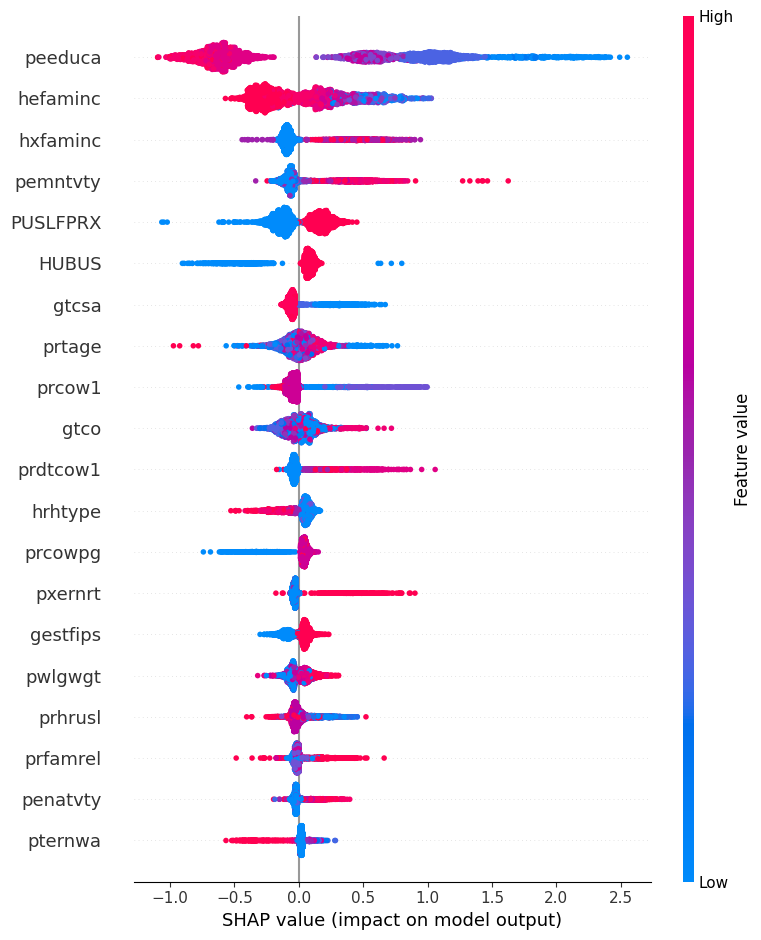 High
peeduca
hefaminc
hxfaminc
pemntvty
PUSLFPRX
HUBUS
gtcsa
prtage
prcow1
gtco
prdtcow1
hrhtype
prcowpg
pxernrt
gestfips
pwlgwgt
prhrusl
prfamrel
penatvty
pternwa
Feature value
Low
−1.0 −0.5 0.0 0.5 1.0 1.5 2.0 2.5
SHAP value (impact on model output)